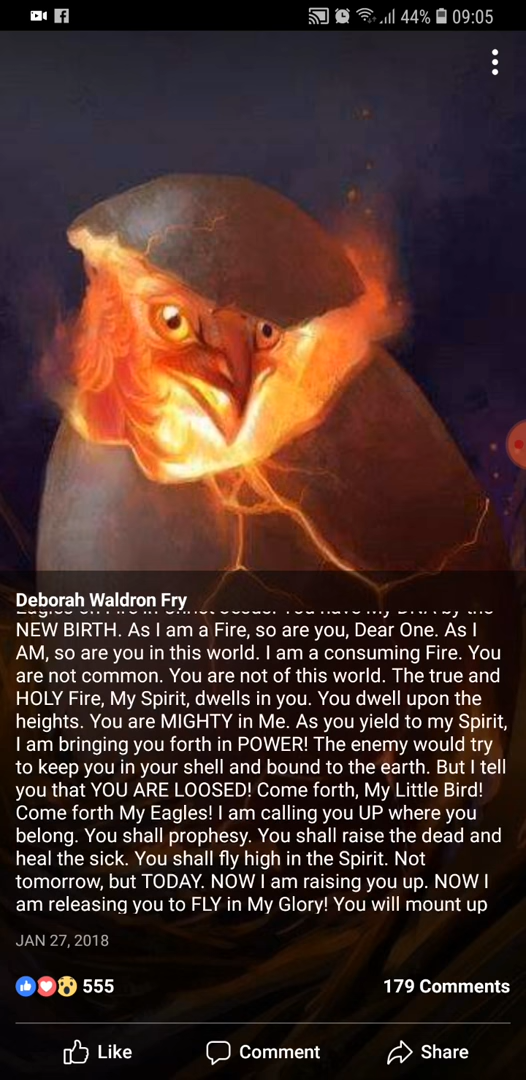 44% 09:05
Deborah Waldron Fry
NEW BIRTH. As I am a Fire, so are you, Dear One. As I
AM, so are you in this world. I am a consuming Fire. You
are not common. You are not of this world. The true and
HOLY Fire, My Spirit, dwells in you. You dwell upon the
heights. You are MIGHTY in Me. As you yield to my Spirit,
I am bringing you forth in POWER! The enemy would try
to keep you in your shell and bound to the earth. But I tell
you that YOU ARE LOOSED! Come forth, My Little Bird!
Come forth My Eagles! I am calling you UP where you
belong. You shall prophesy. You shall raise the dead and
heal the sick. You shall fly high in the Spirit. Not
tomorrow, but TODAY. NOW I am raising you up. NOW I
am releasing you to FLY in My Glory! You will mount up
JAN 27, 2018
555 179 Comments
Like Comment Share